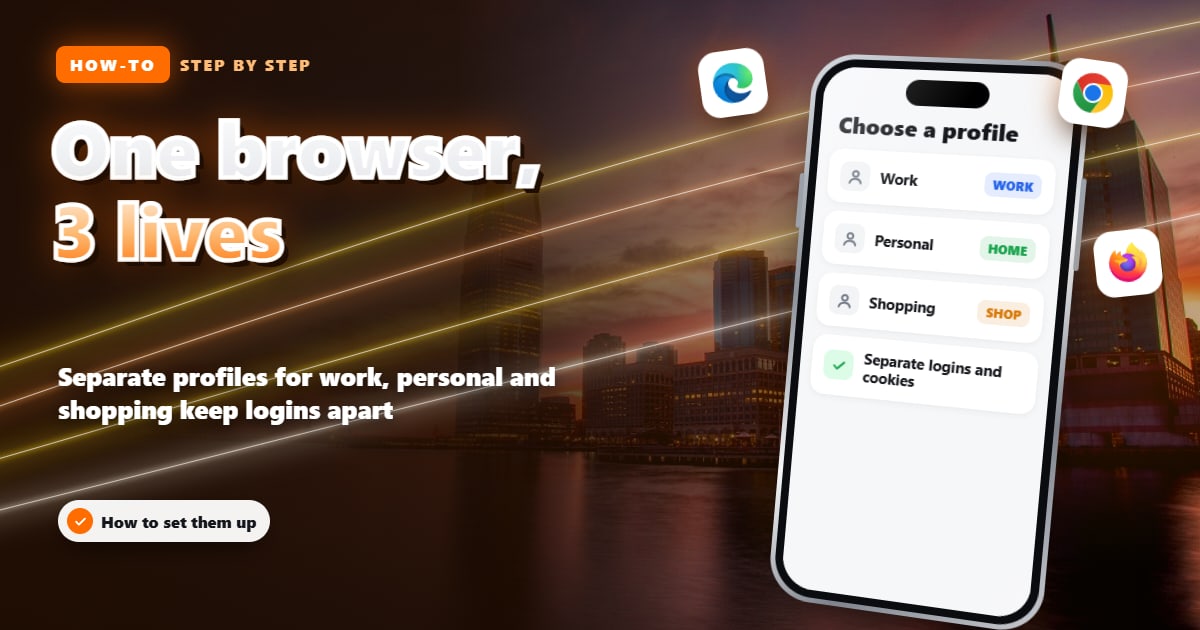 HOW-TO STEP BY STEP
One browser,
3 lives
Separate profiles for work, personal and
shopping keep logins apart
How to set them up
Choose a profile
Work WORK
Personal HOME
Shopping SHOP
Separate logins and
cookies